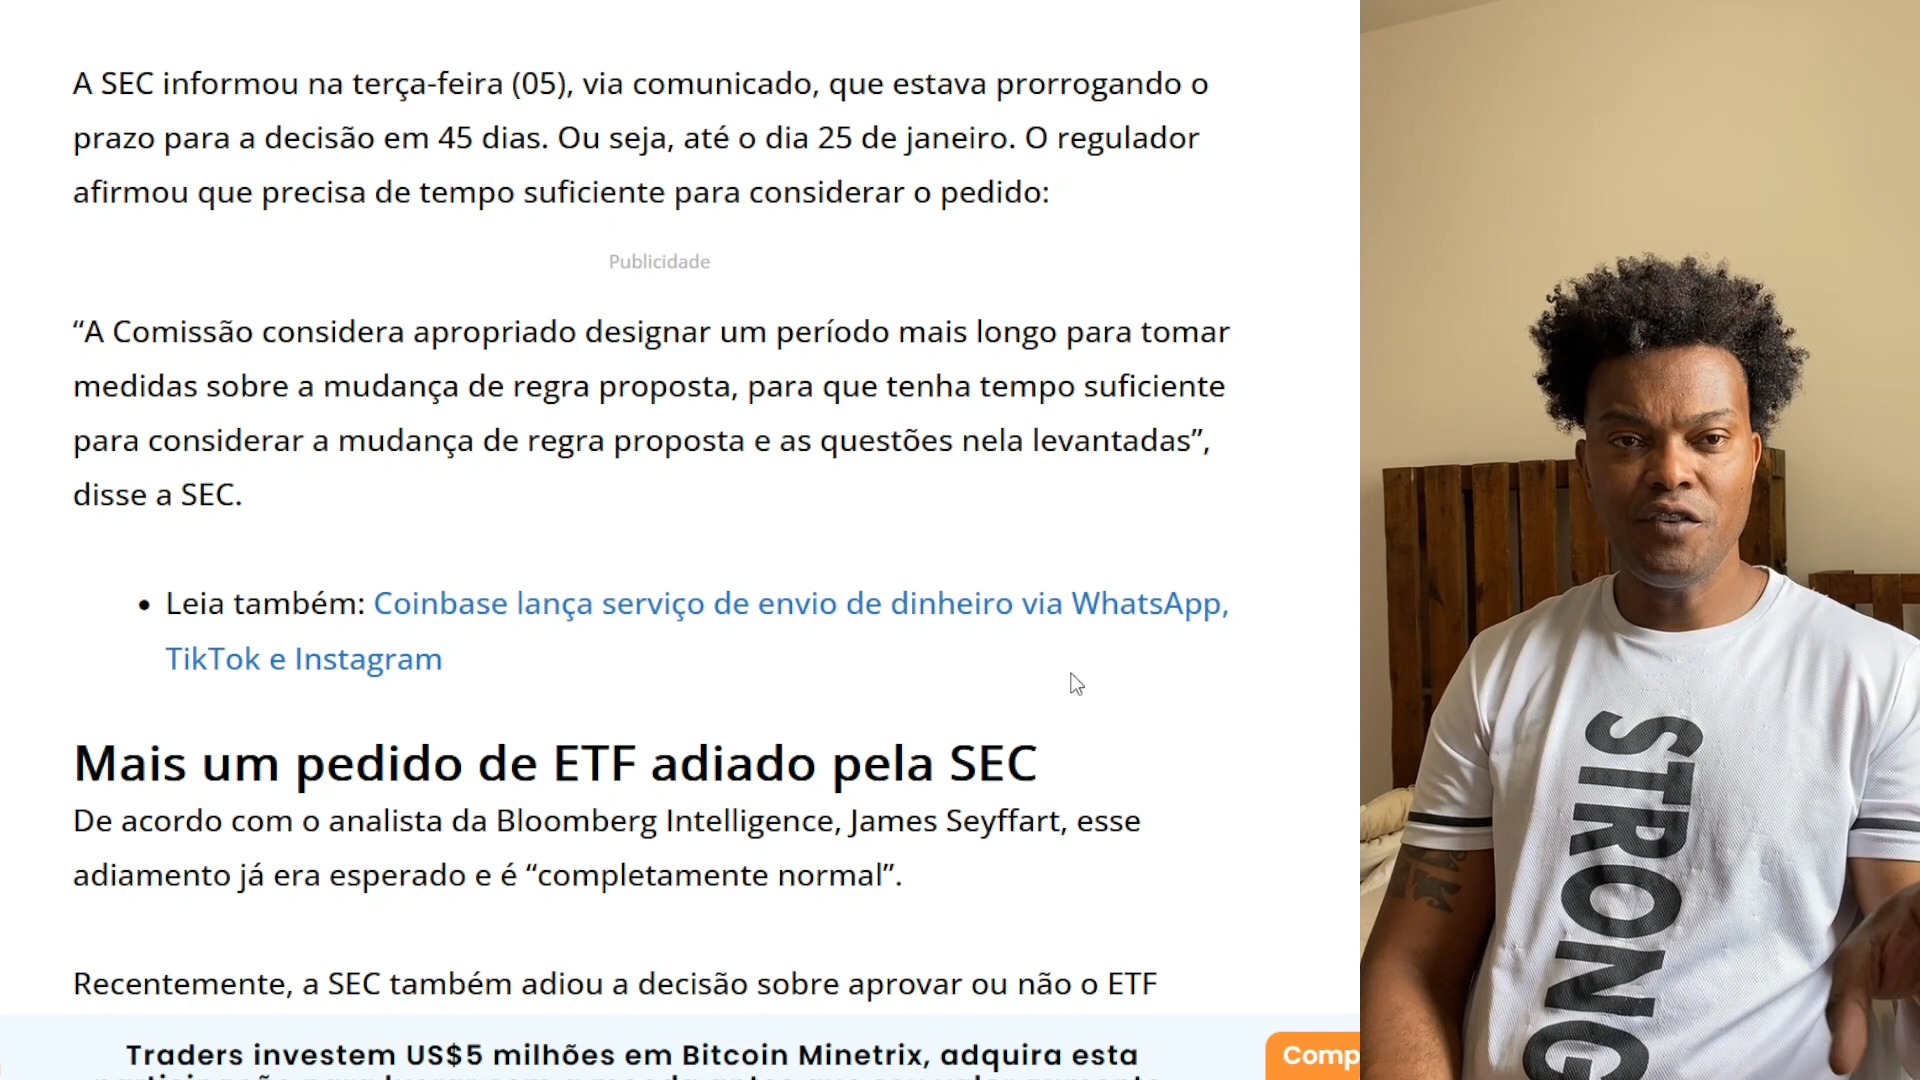 A SEC informou na terça-feira (05), via comunicado, que estava prorrogando o
prazo para a decisão em 45 dias. Ou seja, até o dia 25 de janeiro. O regulador
afirmou que precisa de tempo suficiente para considerar o pedido:
Publicidade
“A Comissão considera apropriado designar um período mais longo para tomar
medidas sobre a mudança de regra proposta, para que tenha tempo suficiente
para considerar a mudança de regra proposta e as questões nela levantadas”,
disse a SEC.
• Leia também: Coinbase lança serviço de envio de dinheiro via WhatsApp,
TikTok e Instagram
Mais um pedido de ETF adiado pela SEC
De acordo com o analista da Bloomberg Intelligence, James Seyffart, esse
adiamento já era esperado e é “completamente normal”.
Recentemente, a SEC também adiou a decisão sobre aprovar ou não o ETF
Traders investem US$5 milhões em Bitcoin Minetrix, adquira esta
Comp
STRONG